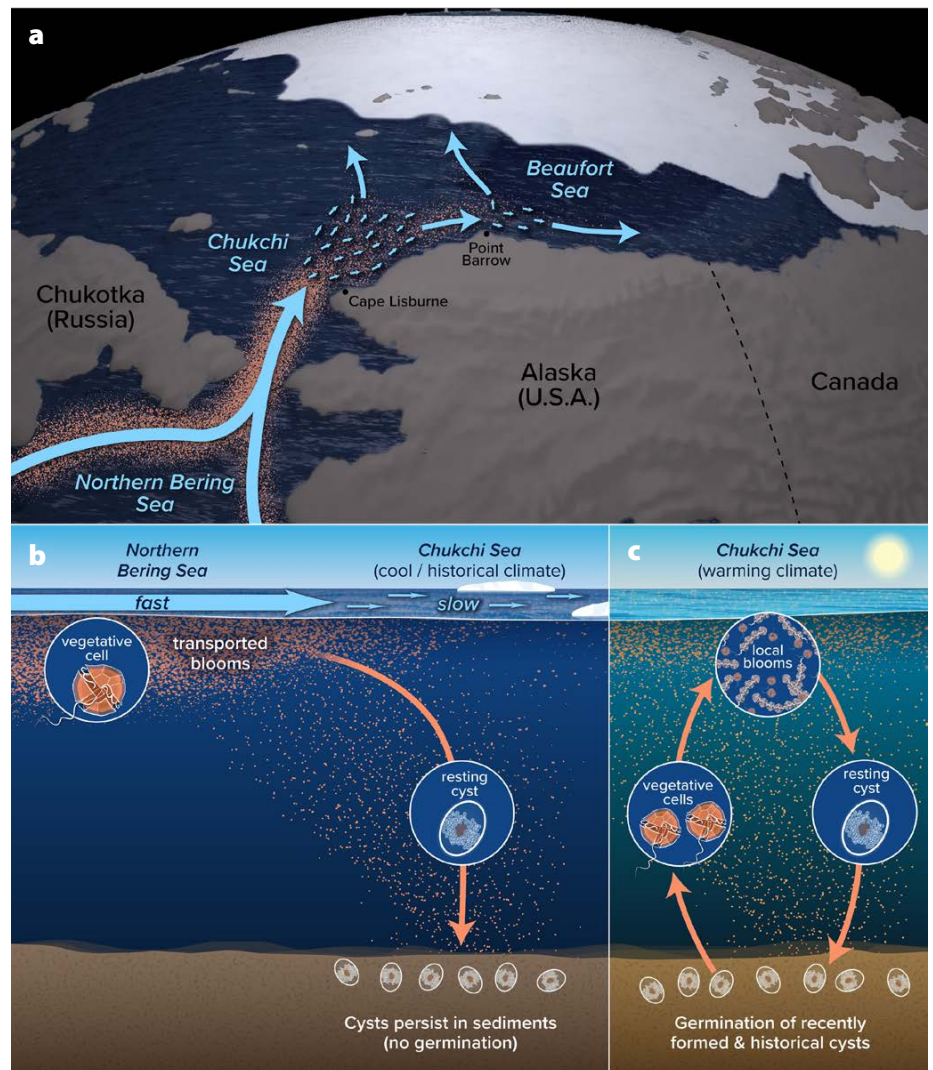 a
Beaufort
Sea
Chukchi
Sea
Point
Barrow
Chukotka
(Russia)
Cape Lisburne
Alaska
(U.S.A.)
Canada
Northern Bering
Sea
b
Northern
Bering Sea
Chukchi Sea
(cool / historical climate)
fast
slow
vegetative
cell
transported
blooms
resting
cyst
Cysts persist in sediments
(no germination)
c
Chukchi Sea
(warming climate)
local
blooms
vegetative
cells
resting
cyst
Germination of recently
formed & historical cysts